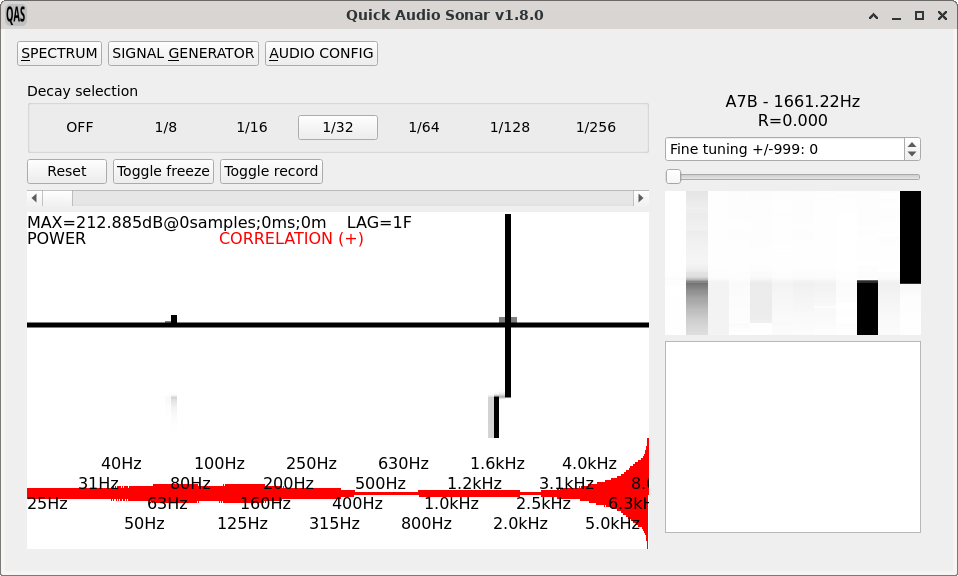 QAS Quick Audio Sonar v1.8.0
SPECTRUM SIGNAL GENERATOR AUDIO CONFIG
Decay selection
OFF 1/8 1/16 1/32 1/64 1/128 1/256
Reset Toggle freeze Toggle record
MAX=212.885dB@0samples;0ms;0m LAG=1F
POWER CORRELATION (+)
40Hz 100Hz 250Hz 630Hz 1.6kHz 4.0kHz
31Hz 80Hz 200Hz 500Hz 1.2kHz 3.1kHz
25Hz 63Hz 160Hz 400Hz 1.0kHz 2.5kHz
50Hz 125Hz 315Hz 800Hz 2.0kHz 5.0kHz
A7B - 1661.22Hz
R=0.000
Fine tuning +/-999: 0